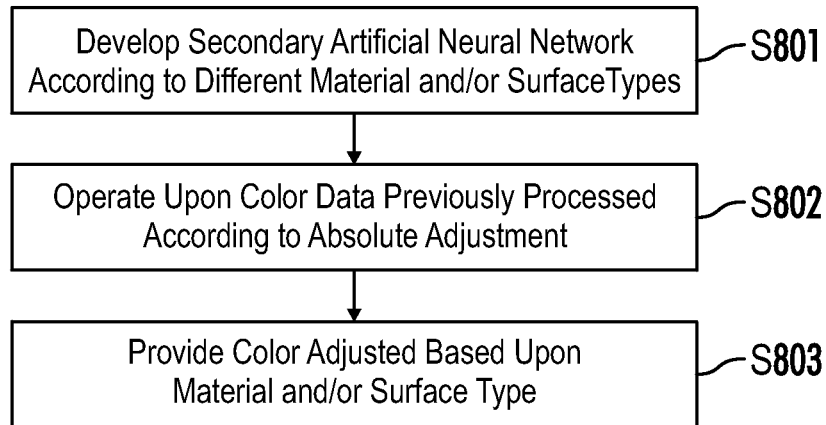 Develop Secondary Artificial Neural Network
According to Different Material and/or SurfaceTypes
S801
Operate Upon Color Data Previously Processed
According to Absolute Adjustment
S802
Provide Color Adjusted Based Upon
Material and/or Surface Type
S803